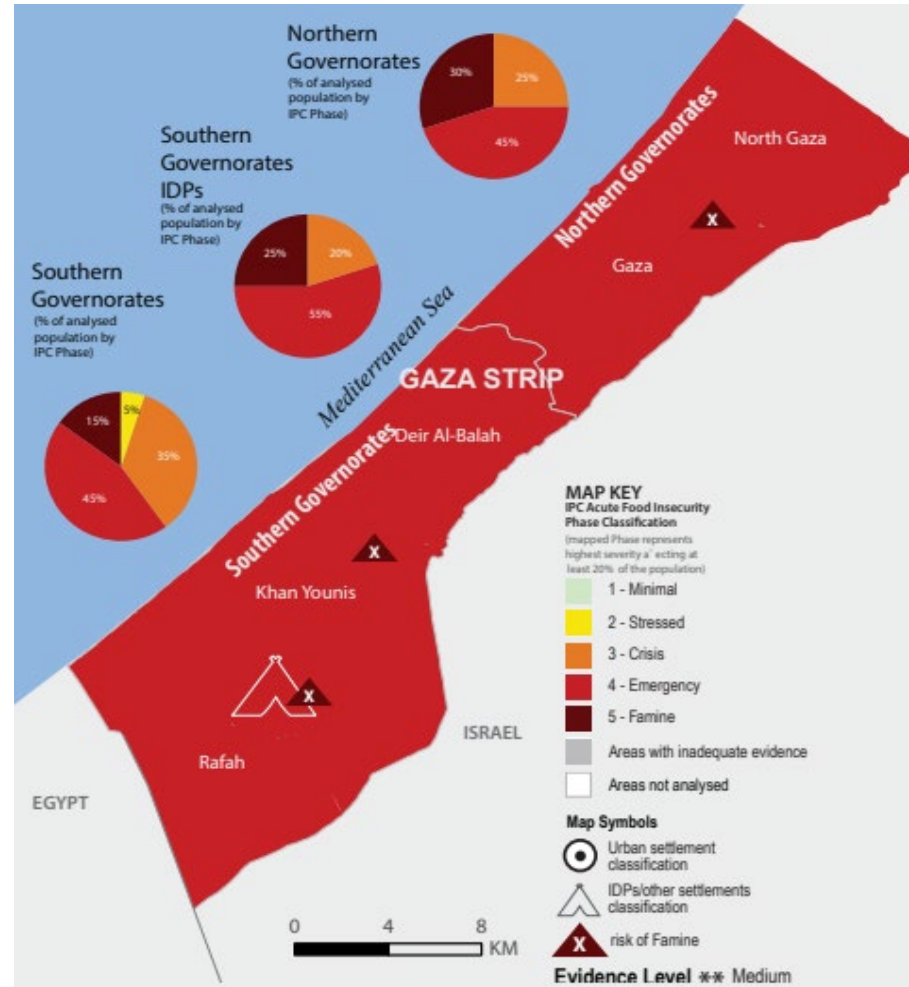 Northern
Governorates
(% of analysed
population by
IPC Phase)
30%
25%
45%
Southern
Governorates
IDPs
(% of analysed
population by
IPC Phase)
25%
20%
55%
Southern
Governorates
(% of analysed
population by
IPC Phase)
15%
5%
35%
45%
Mediterranean Sea
Northern Governorates
North Gaza
X
Gaza
GAZA STRIP
Deir Al-Balah
Southern Governorates
X
Khan Younis
X
Rafah
ISRAEL
EGYPT
0 4 8
KM
MAP KEY
IPC Acute Food Insecurity
Phase Classification
(mapped Phase represents
highest severity a˜ ecting at
least 20% of the population)
1 - Minimal
2 - Stressed
3 - Crisis
4 - Emergency
5 - Famine
Areas with inadequate evidence
Areas not analysed
Map Symbols
Urban settlement
classification
IDPs/other settlements
classification
X risk of Famine
Evidence Level ** Medium